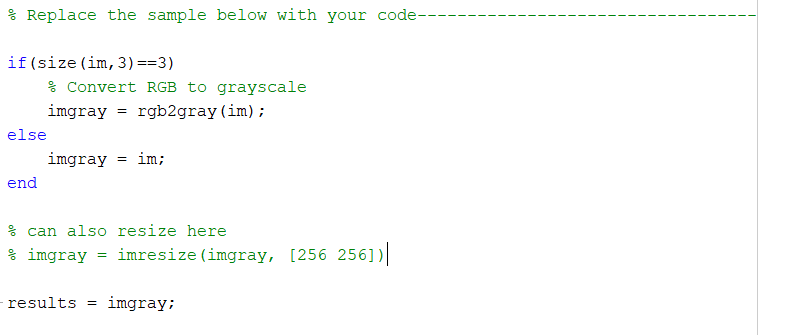 % Replace the sample below with your code----------------------------------
if(size(im,3)==3)
% Convert RGB to grayscale
imgray = rgb2gray(im);
else
imgray = im;
end
% can also resize here
% imgray = imresize(imgray, [256 256])
results = imgray;